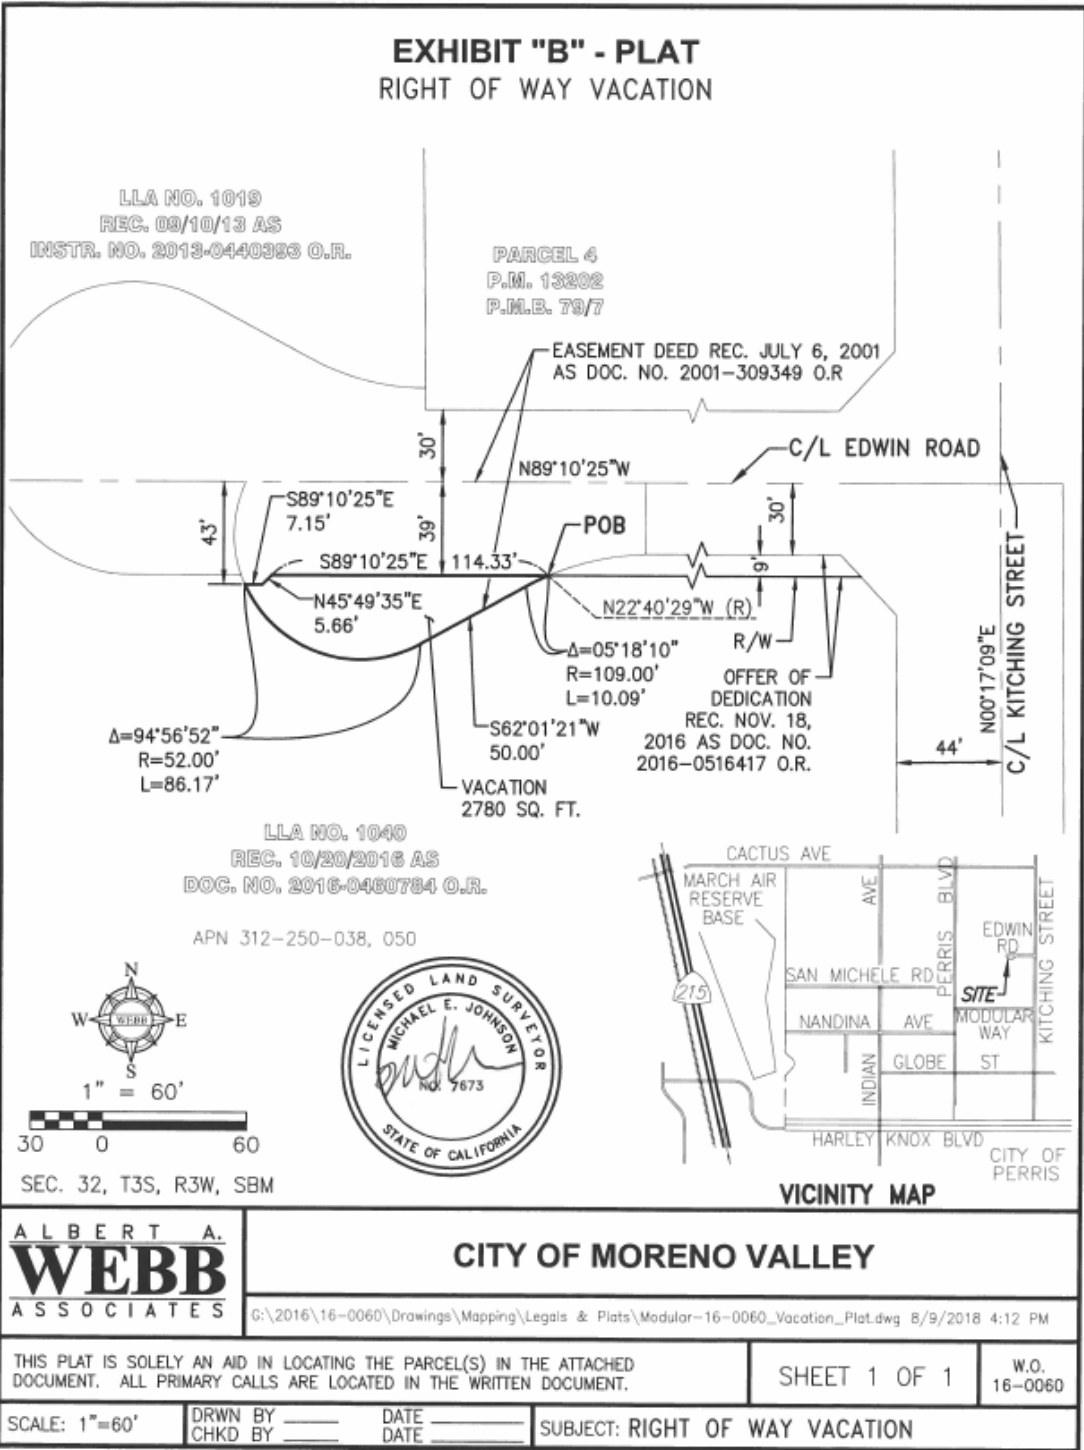 EXHIBIT "B" - PLAT
RIGHT OF WAY VACATION
LLA NO. 1019
REC. 09/10/13 AS
INSTR. NO. 2013-0440393 O.R.
PARCEL 4
P.M. 13202
P.M.B. 79/7
EASEMENT DEED REC. JULY 6, 2001
AS DOC. NO. 2001-309349 O.R
30'
N89°10'25"W
C/L EDWIN ROAD
43'
S89°10'25"E
7.15'
39'
POB
30'
S89°10'25"E 114.33'
9'
N45°49'35"E
5.66'
N22°40'29"W (R)
R/W
Δ=05°18'10"
R=109.00'
L=10.09'
OFFER OF
DEDICATION
REC. NOV. 18,
2016 AS DOC. NO.
2016-0516417 O.R.
N00°17'09"E
C/L KITCHING STREET
44'
Δ=94°56'52"
R=52.00'
L=86.17'
S62°01'21"W
50.00'
VACATION
2780 SQ. FT.
LLA NO. 1040
REC. 10/20/2016 AS
DOC. NO. 2016-0460784 O.R.
APN 312-250-038, 050
N
W WEBB E
S
1" = 60'
30 0 60
SEC. 32, T3S, R3W, SBM
LICENSED LAND SURVEYOR
MICHAEL E. JOHNSON
NO. 7673
STATE OF CALIFORNIA
CACTUS AVE
MARCH AIR
RESERVE
BASE
AVE
PERRIS BLVD
EDWIN
RD
KITCHING STREET
215
SAN MICHELE RD
SITE
NANDINA AVE
MODULAR
WAY
INDIAN
GLOBE ST
HARLEY KNOX BLVD
CITY OF
PERRIS
VICINITY MAP
ALBERT A.
WEBB
ASSOCIATES
CITY OF MORENO VALLEY
G:\2016\16-0060\Drawings\Mapping\Legals & Plats\Modular-16-0060_Vacation_Plat.dwg 8/9/2018 4:12 PM
THIS PLAT IS SOLELY AN AID IN LOCATING THE PARCEL(S) IN THE ATTACHED
DOCUMENT. ALL PRIMARY CALLS ARE LOCATED IN THE WRITTEN DOCUMENT.
SHEET 1 OF 1
W.O.
16-0060
SCALE: 1"=60'
DRWN BY ______ DATE ________
CHKD BY ______ DATE ________
SUBJECT: RIGHT OF WAY VACATION